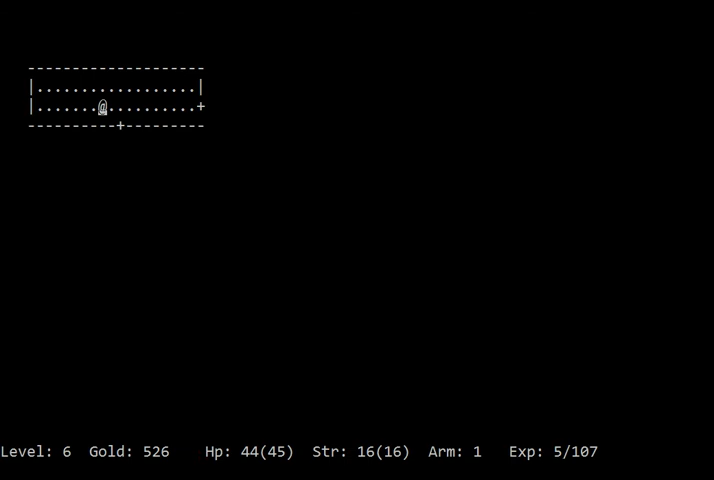 --------------------
|..................|
|.......@..........+
----------+---------
Level: 6  Gold: 526    Hp: 44(45)  Str: 16(16)  Arm: 1   Exp: 5/107